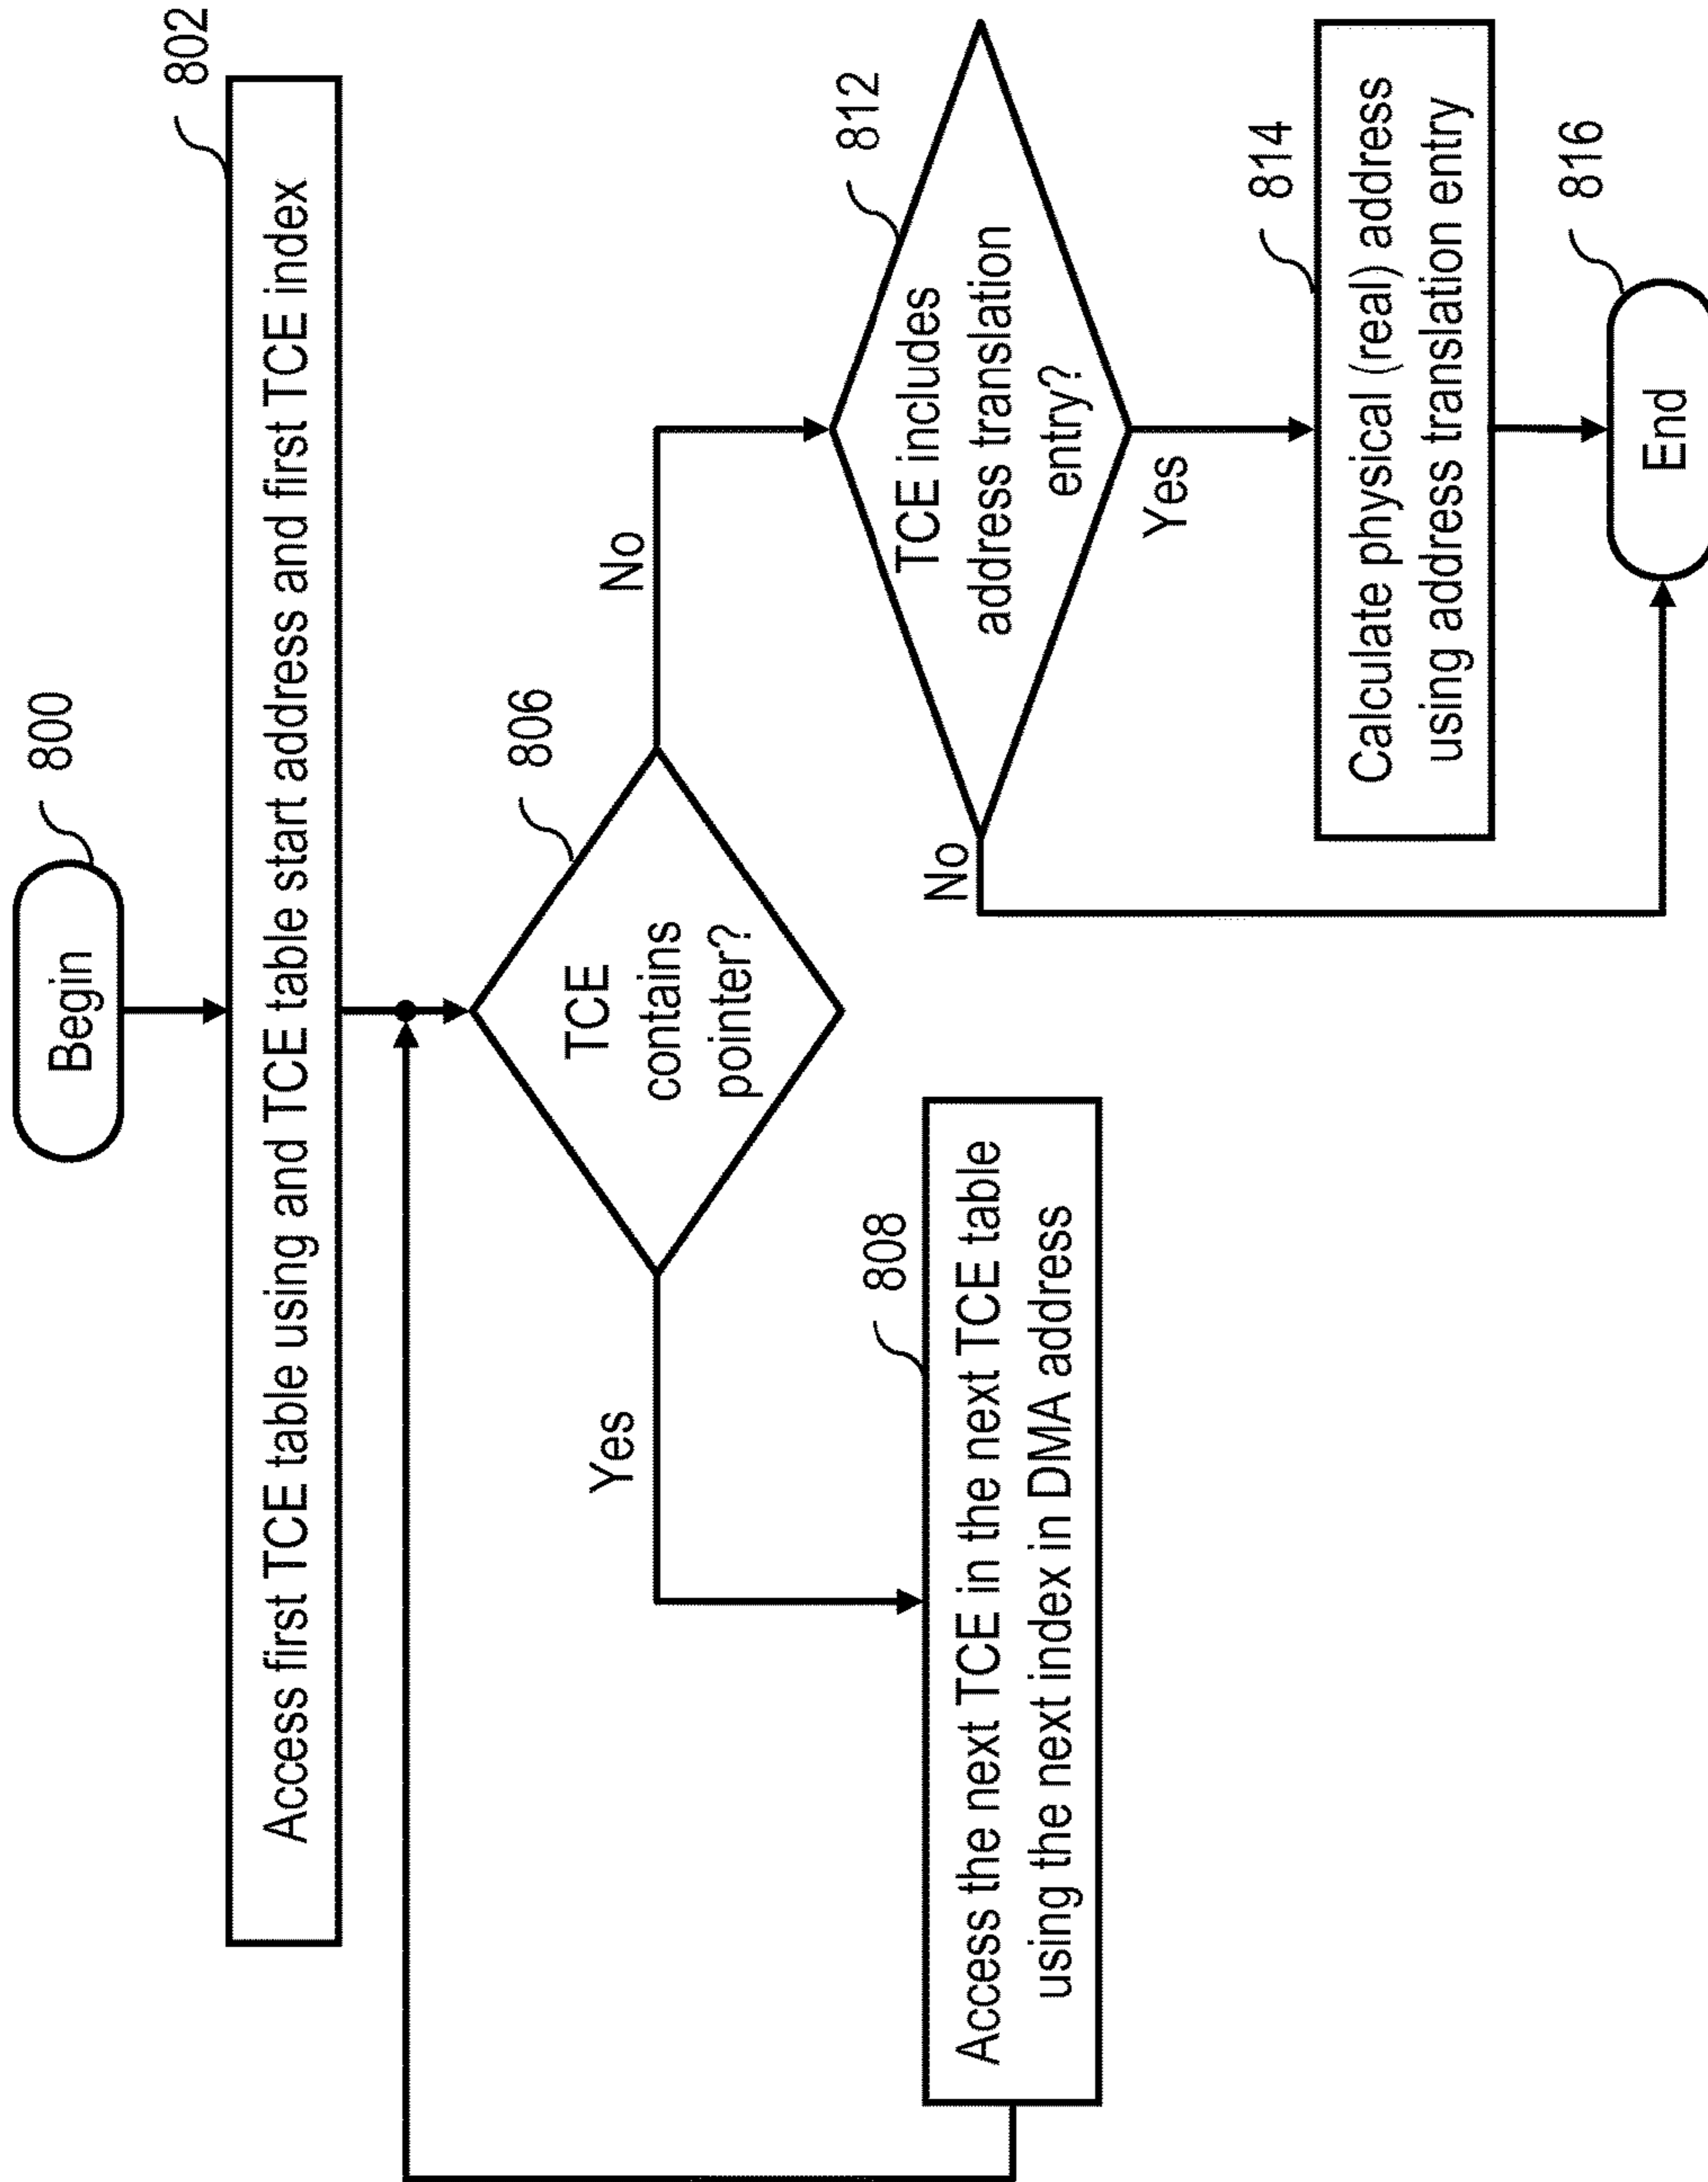 800
Begin
802
Access first TCE table using and TCE table start address and first TCE index
806
TCE
contains
pointer?
Yes
No
808
Access the next TCE in the next TCE table
using the next index in DMA address
812
TCE includes
address translation
entry?
No
Yes
814
Calculate physical (real) address
using address translation entry
816
End